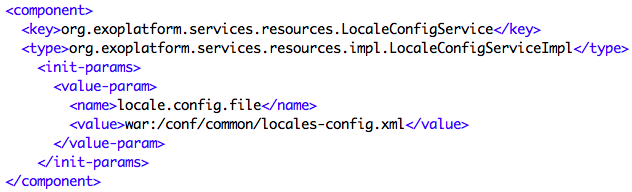 <component>
  <key>org.exoplatform.services.resources.LocaleConfigService</key>
  <type>org.exoplatform.services.resources.impl.LocaleConfigServiceImpl</type>
    <init-params>
      <value-param>
        <name>locale.config.file</name>
        <value>war:/conf/common/locales-config.xml</value>
      </value-param>
    </init-params>
</component>